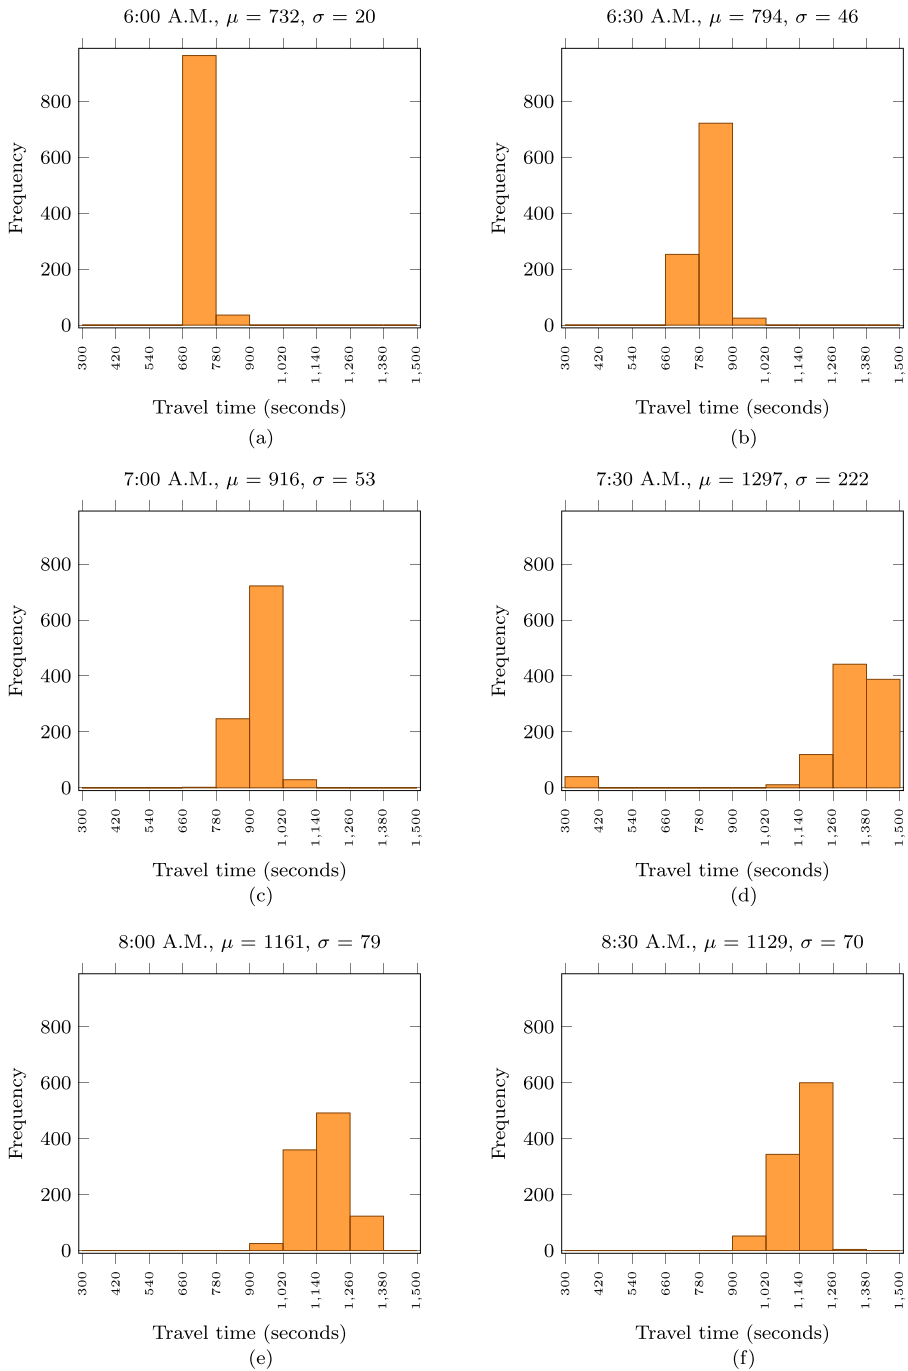 6:00 A.M., μ = 732, σ = 20
Frequency
800
600
400
200
0
300 420 540 660 780 900 1,020 1,140 1,260 1,380 1,500
Travel time (seconds)
(a)
6:30 A.M., μ = 794, σ = 46
Frequency
800
600
400
200
0
300 420 540 660 780 900 1,020 1,140 1,260 1,380 1,500
Travel time (seconds)
(b)
7:00 A.M., μ = 916, σ = 53
Frequency
800
600
400
200
0
300 420 540 660 780 900 1,020 1,140 1,260 1,380 1,500
Travel time (seconds)
(c)
7:30 A.M., μ = 1297, σ = 222
Frequency
800
600
400
200
0
300 420 540 660 780 900 1,020 1,140 1,260 1,380 1,500
Travel time (seconds)
(d)
8:00 A.M., μ = 1161, σ = 79
Frequency
800
600
400
200
0
300 420 540 660 780 900 1,020 1,140 1,260 1,380 1,500
Travel time (seconds)
(e)
8:30 A.M., μ = 1129, σ = 70
Frequency
800
600
400
200
0
300 420 540 660 780 900 1,020 1,140 1,260 1,380 1,500
Travel time (seconds)
(f)